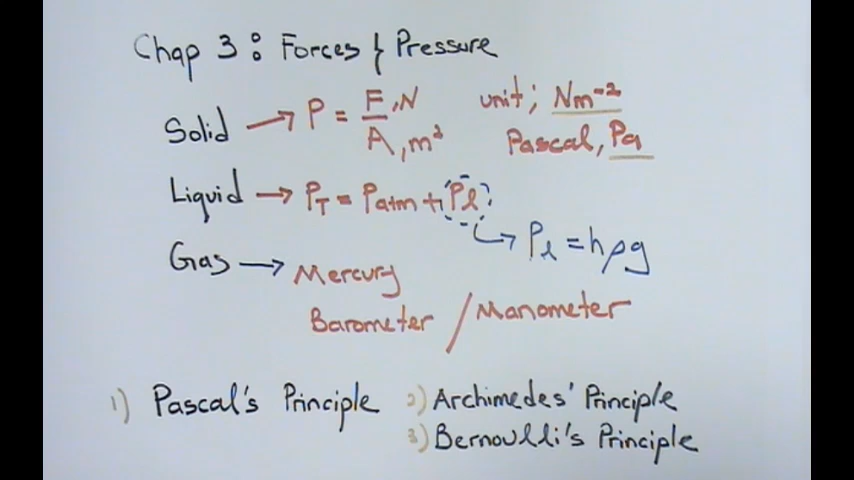 Chap 3 : Forces & Pressure
Solid → P = F,N / A,m² unit; Nm⁻²
Pascal, Pa
Liquid → P_T = Patm + P_l
↳ P_l = hρg
Gas → Mercury
Barometer / Manometer
1) Pascal's Principle 2) Archimedes' Principle
3) Bernoulli's Principle